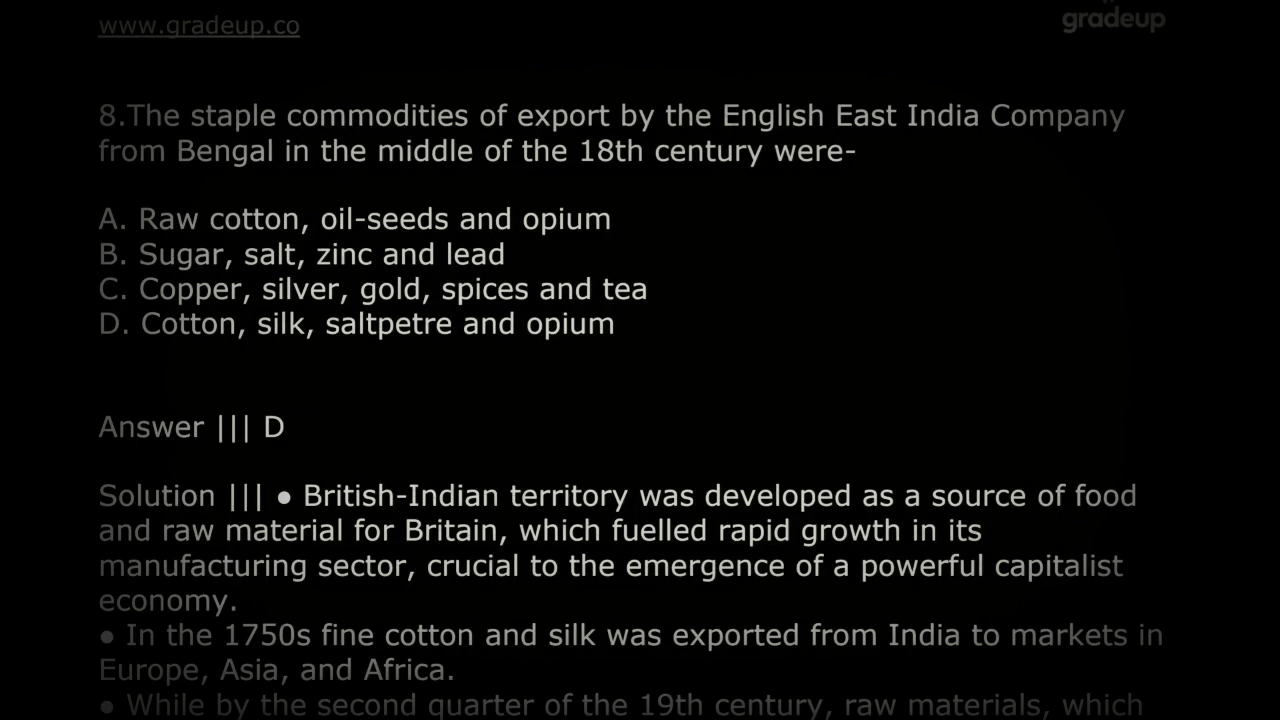 www.gradeup.co
gradeup
8.The staple commodities of export by the English East India Company
from Bengal in the middle of the 18th century were-
A. Raw cotton, oil-seeds and opium
B. Sugar, salt, zinc and lead
C. Copper, silver, gold, spices and tea
D. Cotton, silk, saltpetre and opium
Answer ||| D
Solution ||| ● British-Indian territory was developed as a source of food
and raw material for Britain, which fuelled rapid growth in its
manufacturing sector, crucial to the emergence of a powerful capitalist
economy.
● In the 1750s fine cotton and silk was exported from India to markets in
Europe, Asia, and Africa.
● While by the second quarter of the 19th century, raw materials, which